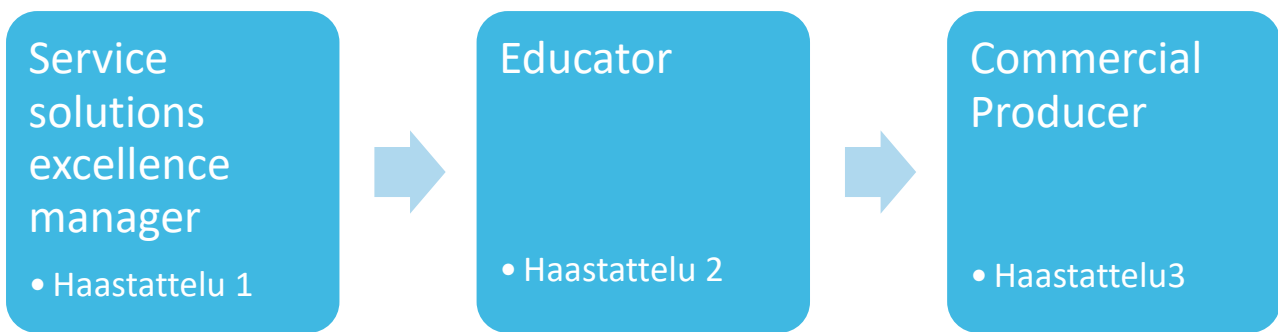 Service
solutions
excellence
manager
• Haastattelu 1
Educator
• Haastattelu 2
Commercial
Producer
• Haastattelu3